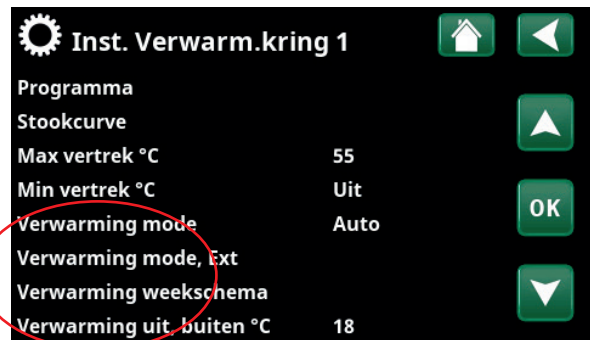 Inst. Verwarm.kring 1
Programma
Stookcurve
Max vertrek °C 55
Min vertrek °C Uit
Verwarming mode Auto
Verwarming mode, Ext
Verwarming weekschema
Verwarming uit, buiten °C 18
OK